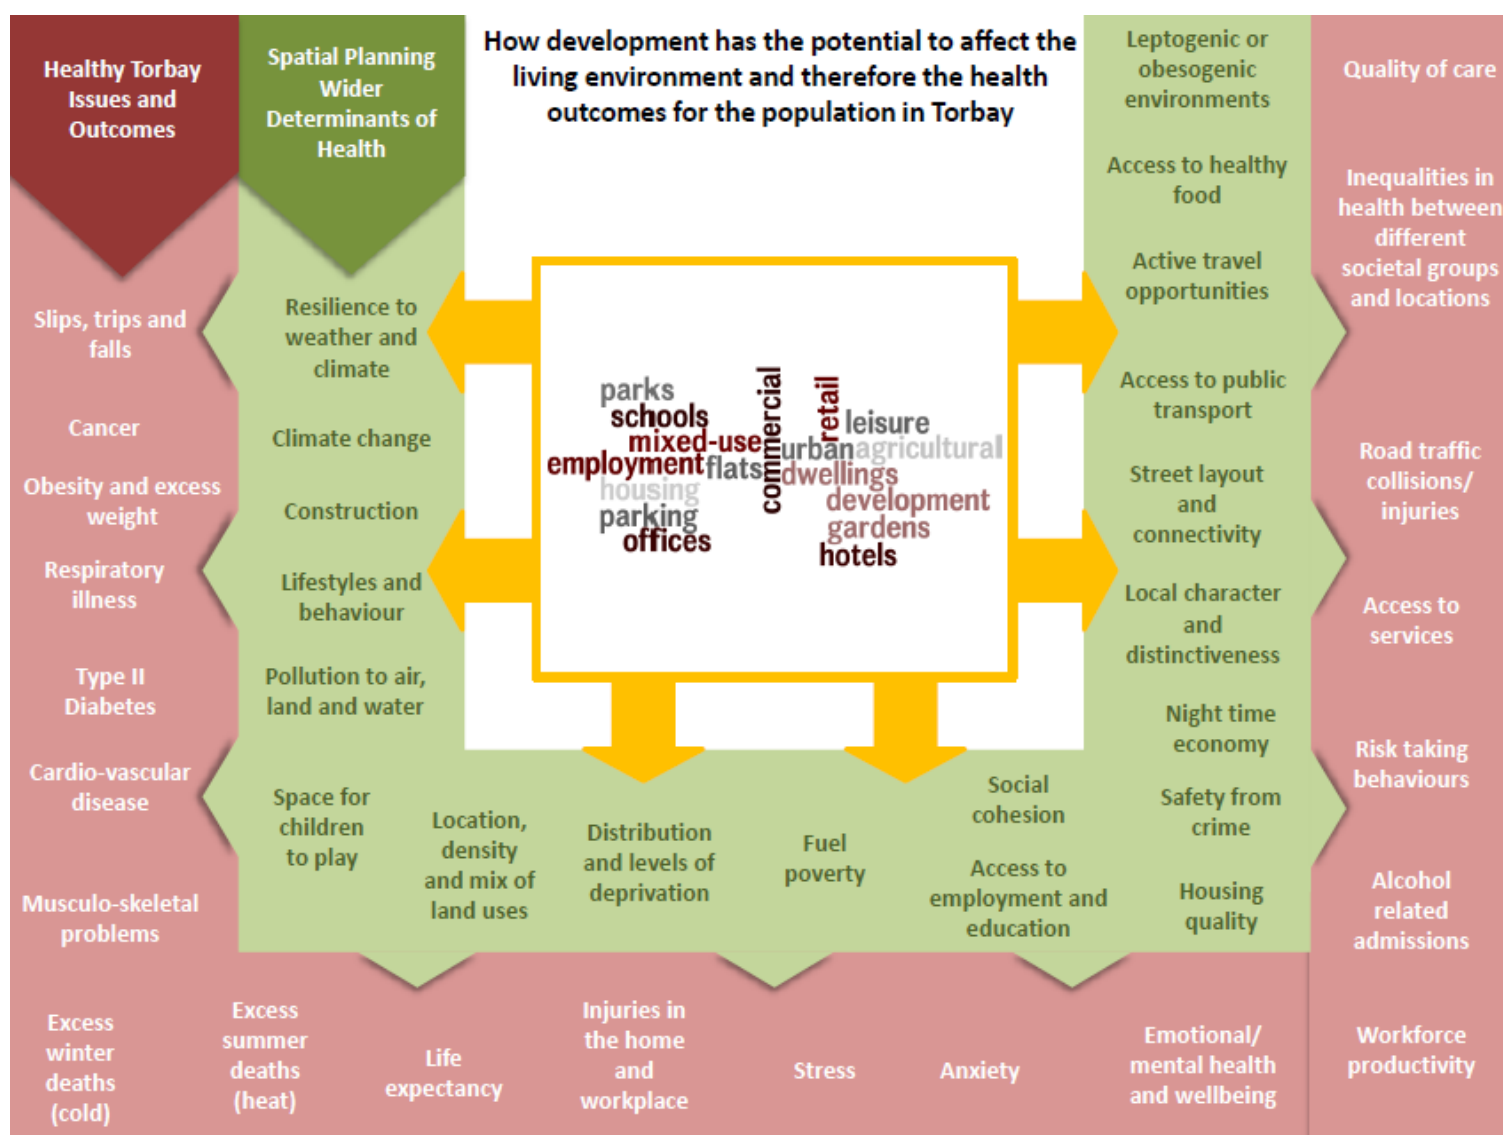 Healthy Torbay
Issues and
Outcomes
Spatial Planning
Wider
Determinants of
Health
How development has the potential to affect the
living environment and therefore the health
outcomes for the population in Torbay
Leptogenic or
obesogenic
environments
Quality of care
Access to healthy
food
Inequalities in
health between
different
societal groups
and locations
Active travel
opportunities
Slips, trips and
falls
Resilience to
weather and
climate
parks
schools
mixed-use
employment
flats
housing
parking
offices
commercial
retail
leisure
urban
agricultural
dwellings
development
gardens
hotels
Access to public
transport
Cancer
Climate change
Street layout
and
connectivity
Road traffic
collisions/
injuries
Obesity and excess
weight
Construction
Respiratory
illness
Lifestyles and
behaviour
Local character
and
distinctiveness
Access to
services
Type II
Diabetes
Pollution to air,
land and water
Night time
economy
Risk taking
behaviours
Cardio-vascular
disease
Space for
children
to play
Location,
density
and mix of
land uses
Distribution
and levels of
deprivation
Fuel
poverty
Social
cohesion
Access to
employment and
education
Safety from
crime
Housing
quality
Alcohol
related
admissions
Musculo-skeletal
problems
Excess
winter
deaths
(cold)
Excess
summer
deaths
(heat)
Life
expectancy
Injuries in
the home
and
workplace
Stress
Anxiety
Emotional/
mental health
and wellbeing
Workforce
productivity